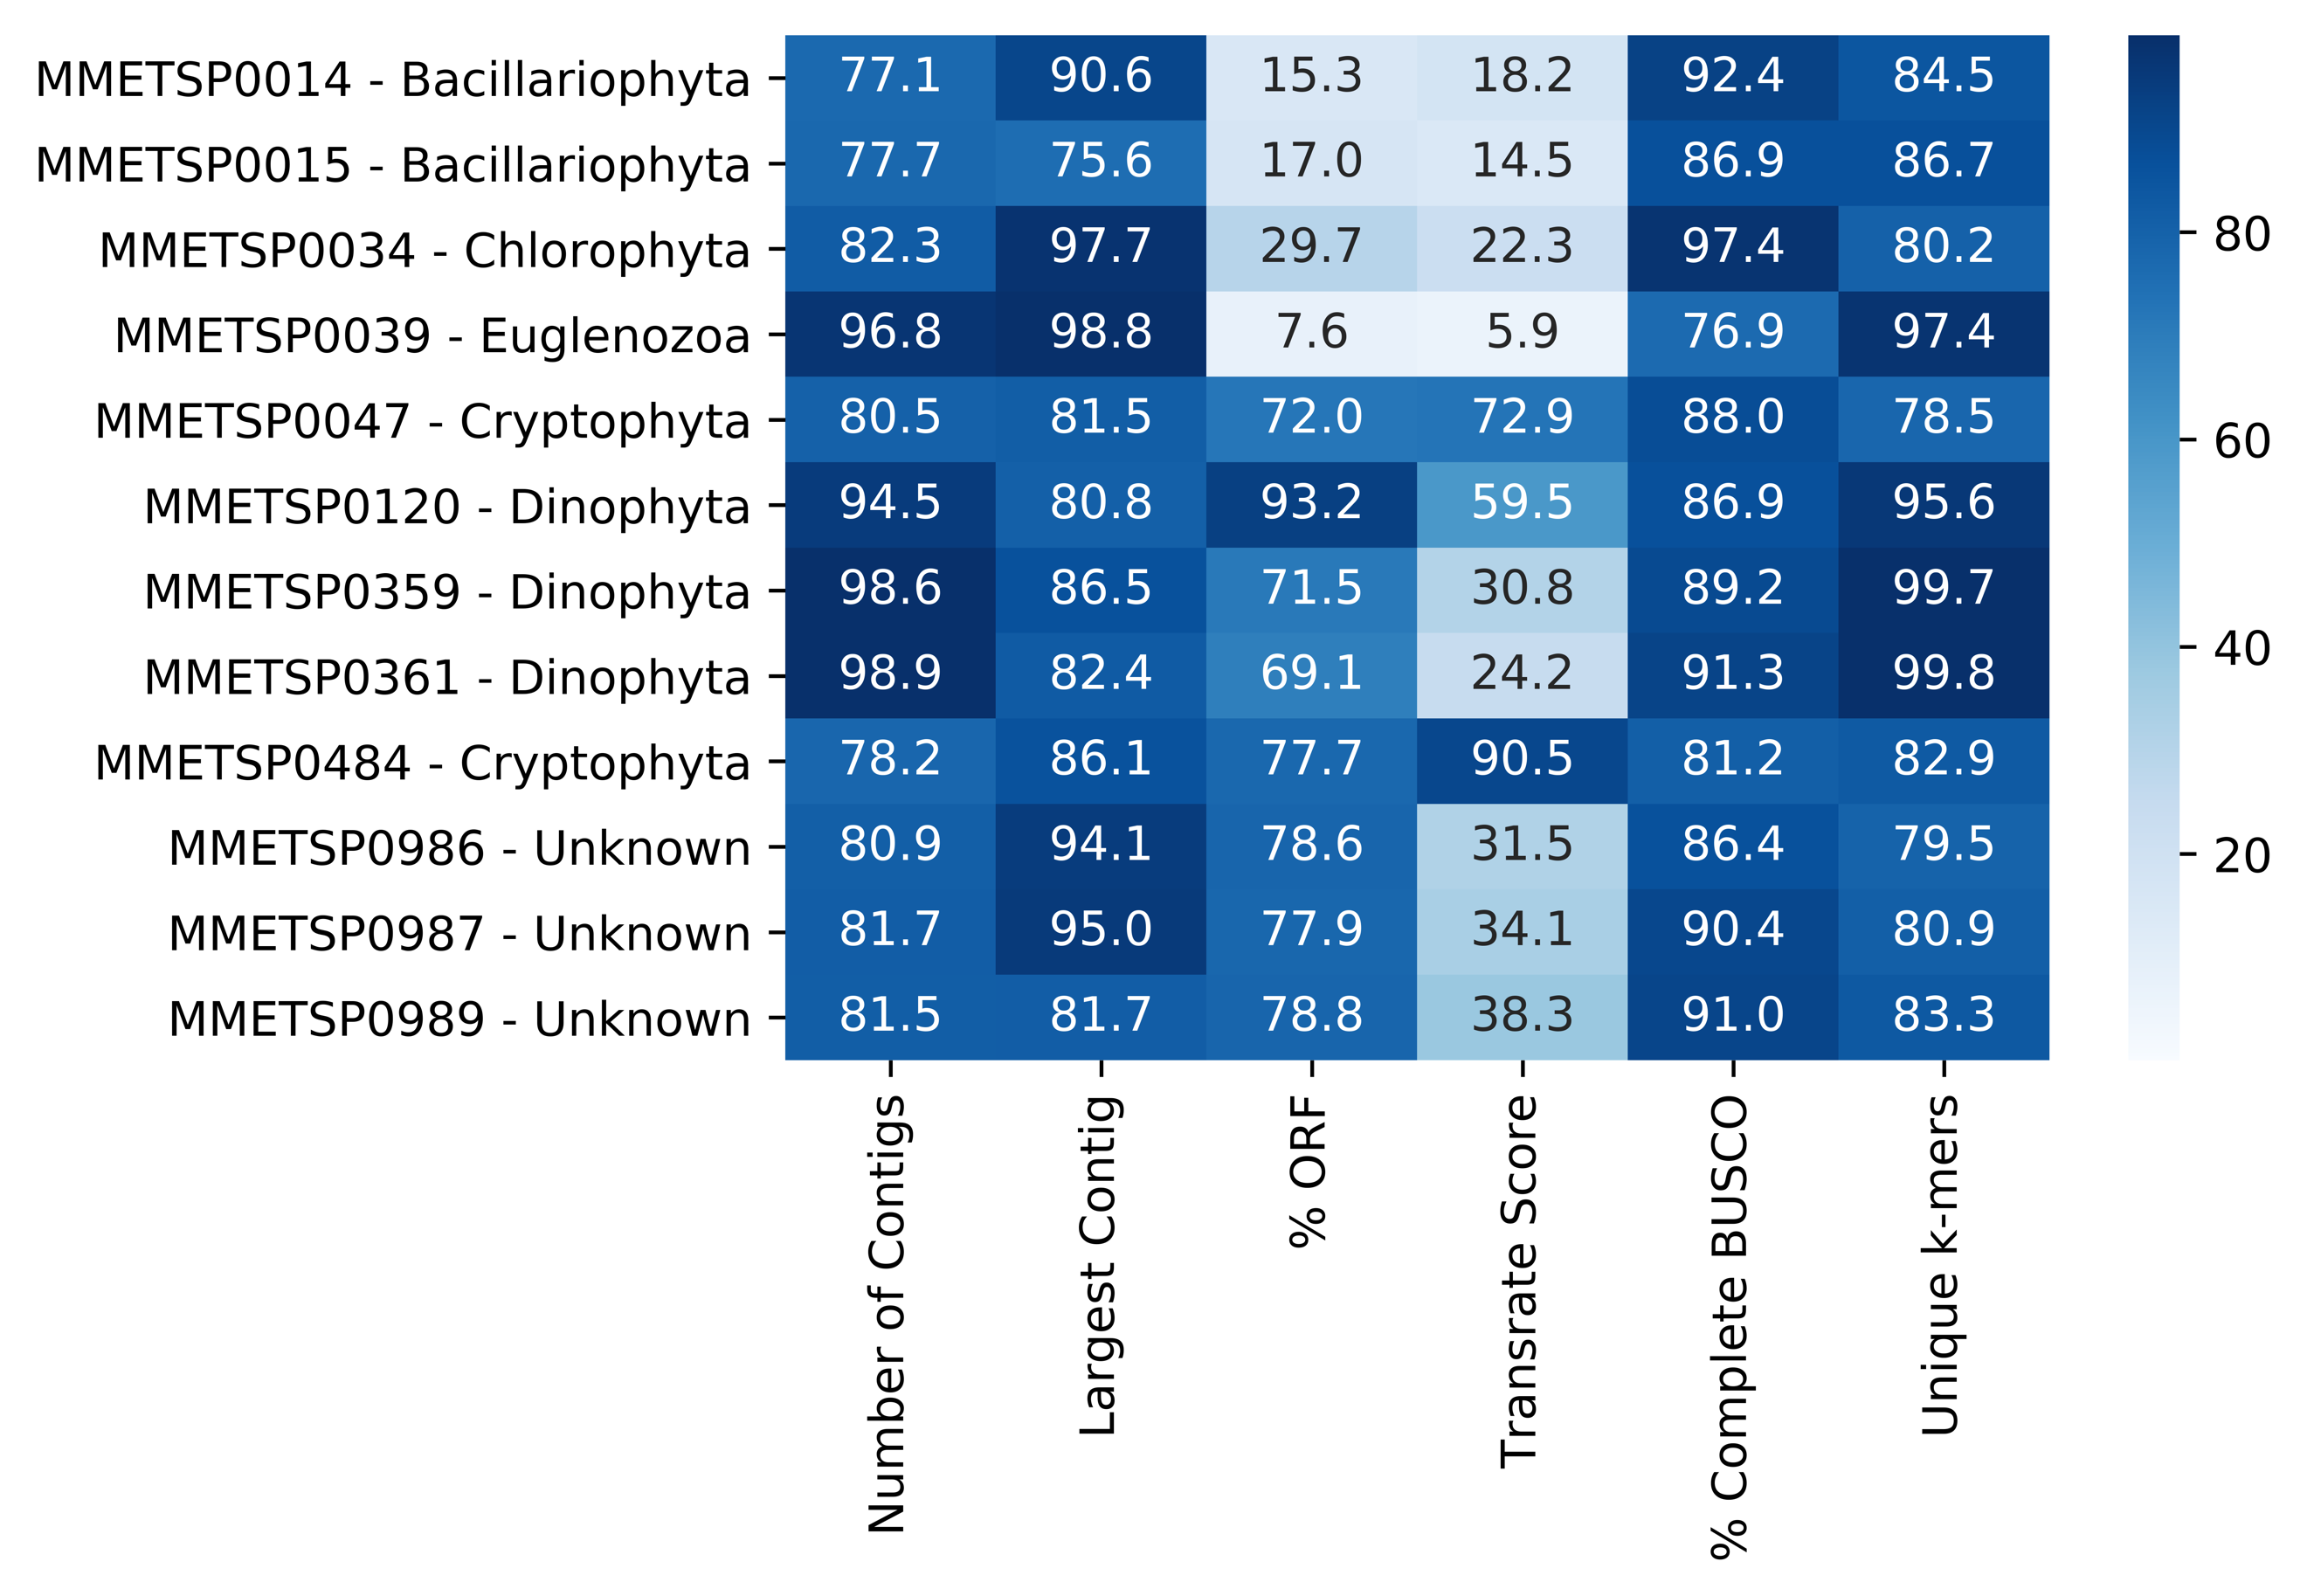 MMETSP0014 - Bacillariophyta 77.1 90.6 15.3 18.2 92.4 84.5
MMETSP0015 - Bacillariophyta 77.7 75.6 17.0 14.5 86.9 86.7
MMETSP0034 - Chlorophyta 82.3 97.7 29.7 22.3 97.4 80.2
MMETSP0039 - Euglenozoa 96.8 98.8 7.6 5.9 76.9 97.4
MMETSP0047 - Cryptophyta 80.5 81.5 72.0 72.9 88.0 78.5
MMETSP0120 - Dinophyta 94.5 80.8 93.2 59.5 86.9 95.6
MMETSP0359 - Dinophyta 98.6 86.5 71.5 30.8 89.2 99.7
MMETSP0361 - Dinophyta 98.9 82.4 69.1 24.2 91.3 99.8
MMETSP0484 - Cryptophyta 78.2 86.1 77.7 90.5 81.2 82.9
MMETSP0986 - Unknown 80.9 94.1 78.6 31.5 86.4 79.5
MMETSP0987 - Unknown 81.7 95.0 77.9 34.1 90.4 80.9
MMETSP0989 - Unknown 81.5 81.7 78.8 38.3 91.0 83.3
Number of Contigs
Largest Contig
% ORF
Transrate Score
% Complete BUSCO
Unique k-mers
80
60
40
20